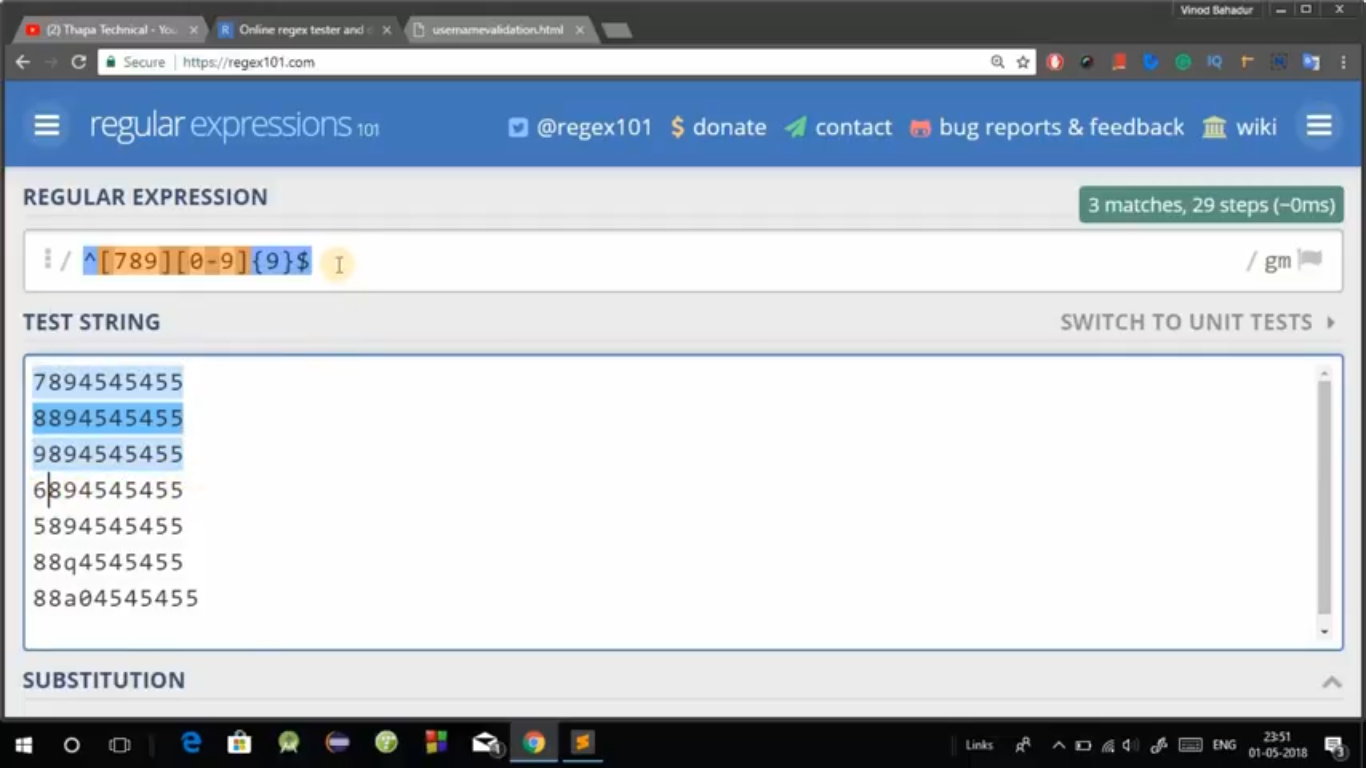 Vinod Bahadur
(2) Thapa Technical - You
Online regex tester and d
usernamevalidation.html
Secure
https://regex101.com
IQ
regular expressions 101
@regex101
$ donate
contact
bug reports & feedback
wiki
REGULAR EXPRESSION
3 matches, 29 steps (~0ms)
/ ^[789][0-9]{9}$
/ gm
TEST STRING
SWITCH TO UNIT TESTS
7894545455
8894545455
9894545455
6894545455
5894545455
88q4545455
88a04545455
SUBSTITUTION
Links
ENG
23:51
01-05-2018